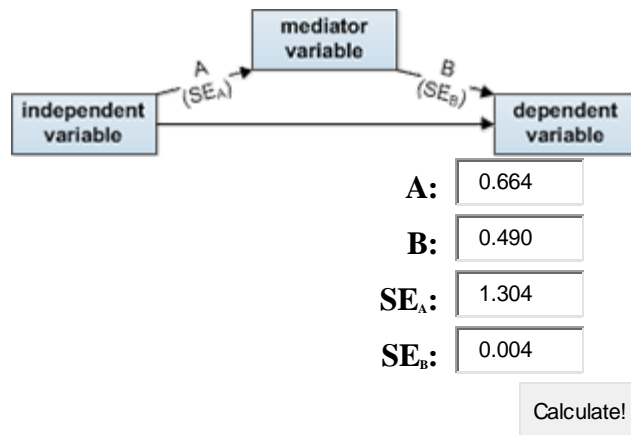 mediator
variable
A
(SEA)
B
(SEB)
independent
variable
dependent
variable
A: 0.664
B: 0.490
SEA: 1.304
SEB: 0.004
Calculate!